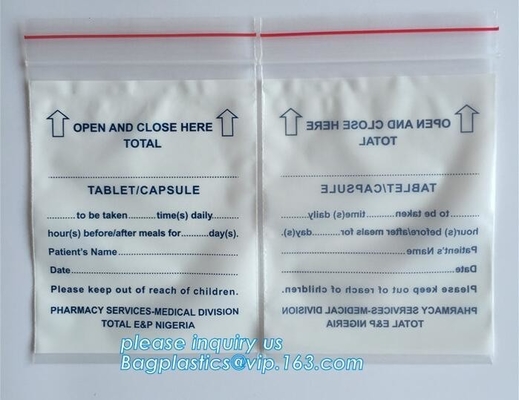 OPEN AND CLOSE HERE
TOTAL
TABLET/CAPSULE
............to be taken..........time(s) daily........
hour(s) before/after meals for..........day(s).
Patient's Name................................
Date................................................
Please keep out of reach of children.
PHARMACY SERVICES-MEDICAL DIVISION
TOTAL E&P NIGERIA
OPEN AND CLOSE HERE
TOTAL
TABLET/CAPSULE
............to be taken..........time(s) daily........
hour(s) before/after meals for..........day(s).
Patient's Name................................
Date................................................
Please keep out of reach of children.
PHARMACY SERVICES-MEDICAL DIVISION
TOTAL E&P NIGERIA
please inquiry us
Bagplastics@vip.163.com